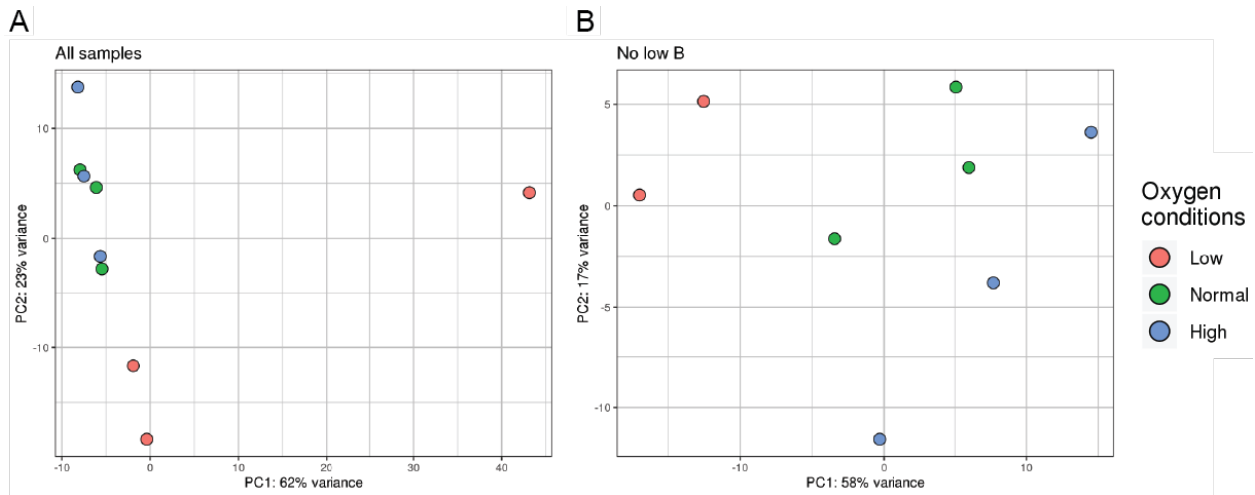 A
B
All samples
No low B
10
0
-10
PC2: 23% variance
-10
0
10
20
30
40
PC1: 62% variance
5
0
-5
-10
PC2: 17% variance
-10
0
10
PC1: 58% variance
Oxygen
conditions
Low
Normal
High